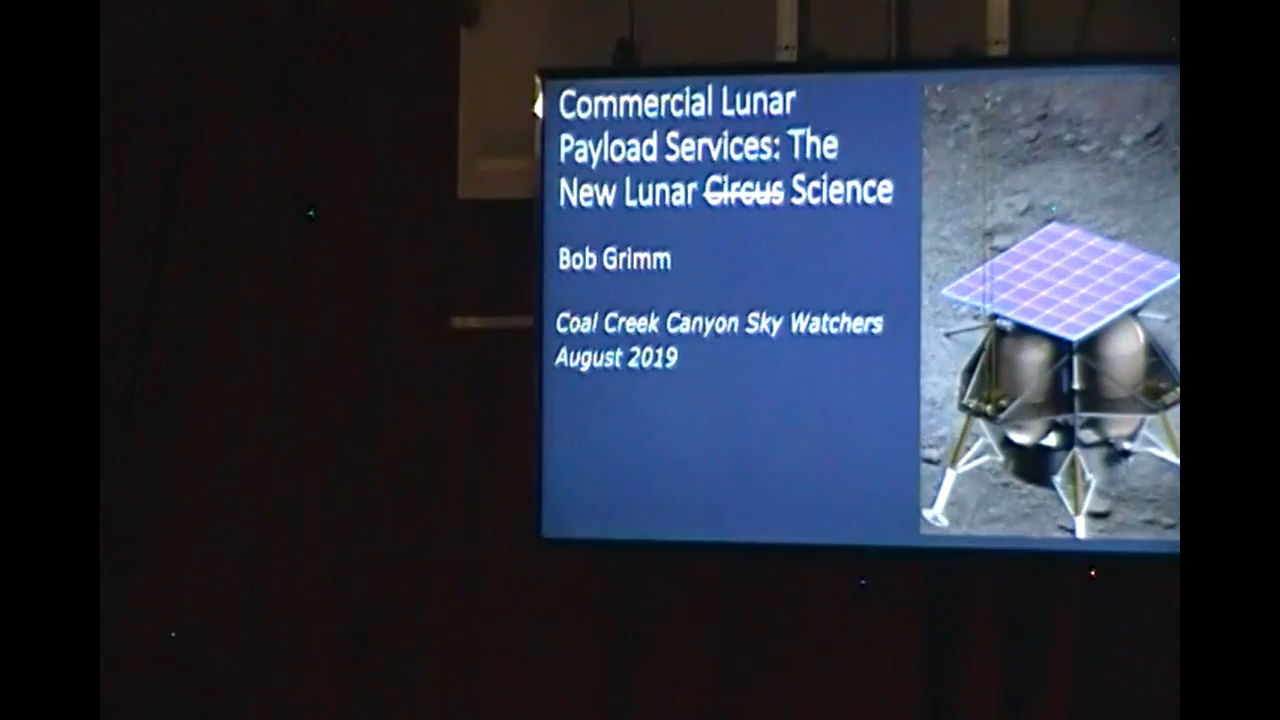 Commercial Lunar
Payload Services: The
New Lunar Circus Science
Bob Grimm
Coal Creek Canyon Sky Watchers
August 2019